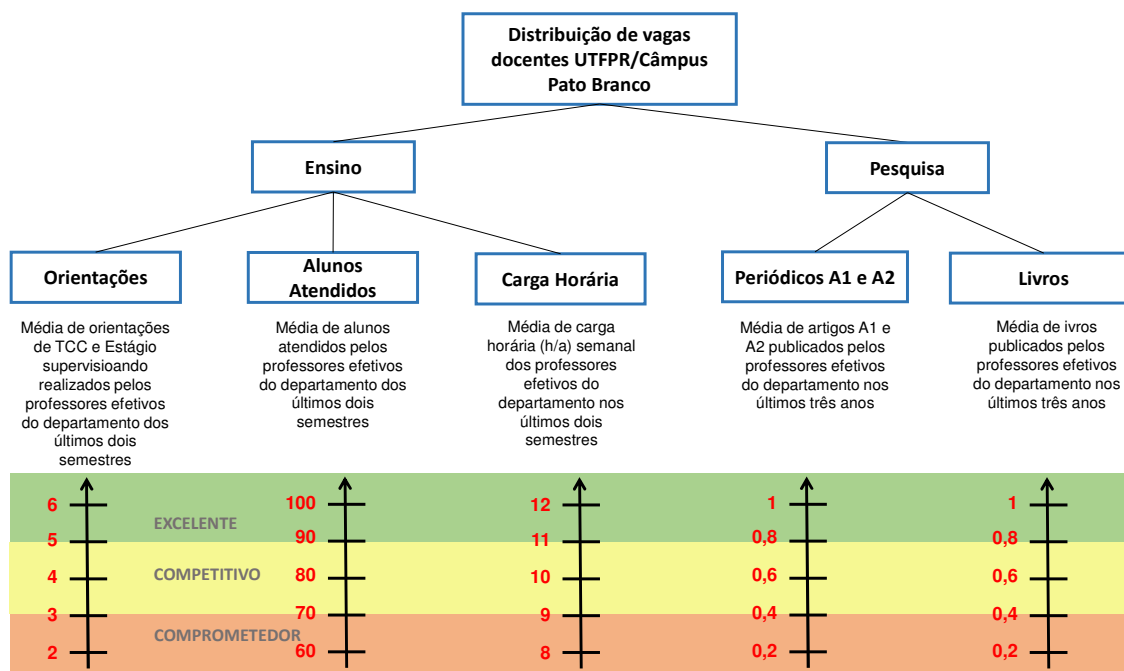 Distribuição de vagas
docentes UTFPR/Câmpus
Pato Branco
Ensino
Pesquisa
Orientações
Alunos
Atendidos
Carga Horária
Periódicos A1 e A2
Livros
Média de orientações
de TCC e Estágio
supervisioando
realizados pelos
professores efetivos
do departamento dos
últimos dois
semestres
Média de alunos
atendidos pelos
professores efetivos
do departamento dos
últimos dois
semestres
Média de carga
horária (h/a) semanal
dos professores
efetivos do
departamento nos
últimos dois
semestres
Média de artigos A1 e
A2 publicados pelos
professores efetivos
do departamento nos
últimos três anos
Média de ivros
publicados pelos
professores efetivos
do departamento nos
últimos três anos
6 100 12 1 1
EXCELENTE
5 90 11 0,8 0,8
COMPETITIVO
4 80 10 0,6 0,6
3 70 9 0,4 0,4
COMPROMETEDOR
2 60 8 0,2 0,2